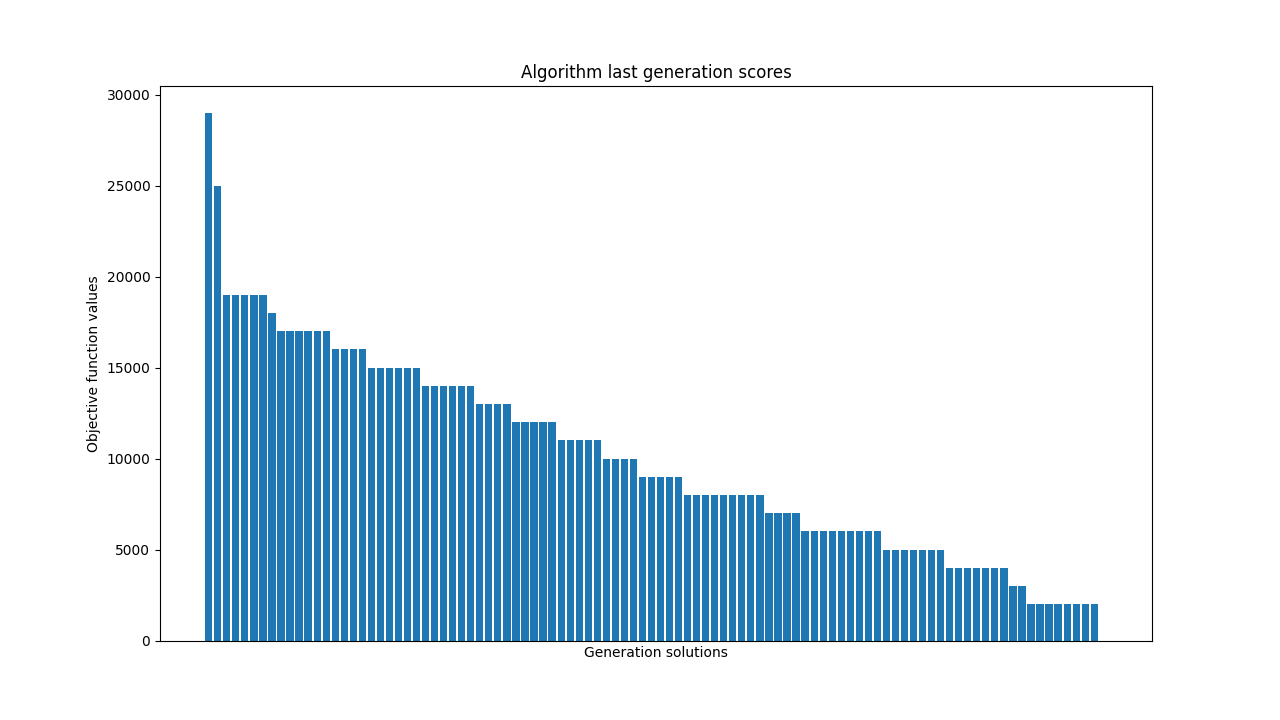 Algorithm last generation scores
30000
25000
20000
15000
10000
5000
0
Objective function values
Generation solutions